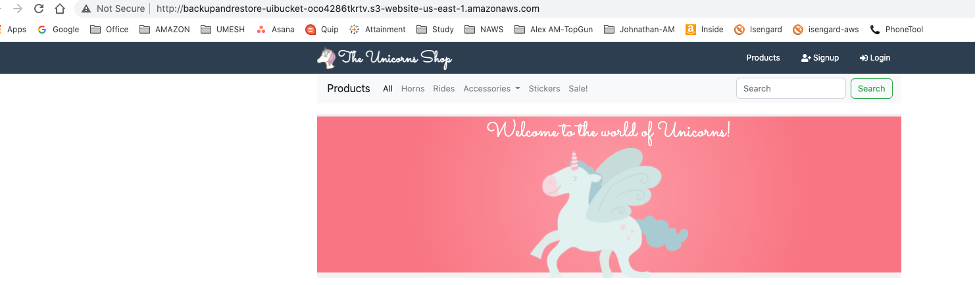 Not Secure | http://backupandrestore-uibucket-oco4286tkrtv.s3-website-us-east-1.amazonaws.com
Apps Google Office AMAZON UMESH Asana Quip Attainment Study NAWS Alex AM-TopGun Johnathan-AM Inside Isengard isengard-aws PhoneTool
The Unicorns Shop Products Signup Login
Products All Horns Rides Accessories Stickers Sale! Search Search
Welcome to the world of Unicorns!